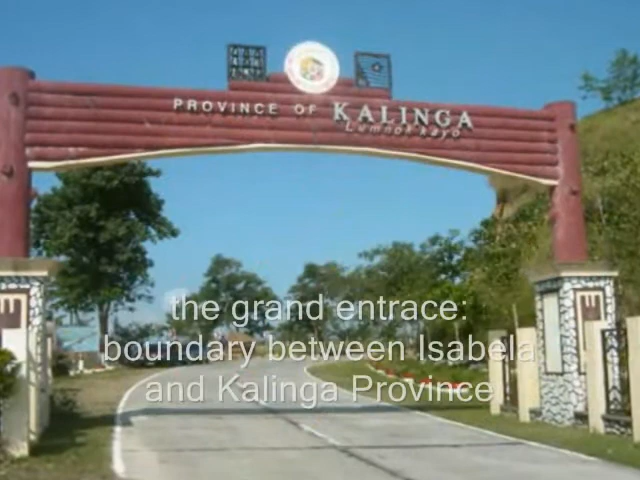 PROVINCE OF KALINGA
Lumnok kayo
the grand entrace:
boundary between Isabela
and Kalinga Province